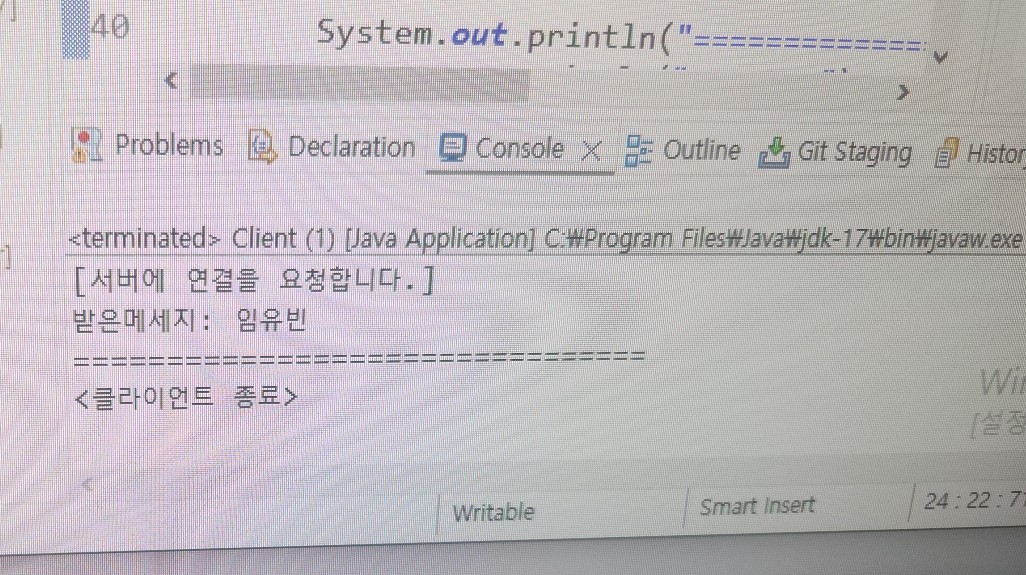 40 System.out.println("=============
Problems Declaration Console Outline Git Staging Histor
<terminated> Client (1) [Java Application] C:₩Program Files₩Java₩jdk-17₩bin₩javaw.exe
[서버에 연결을 요청합니다.]
받은메세지: 임유빈
===============================
<클라이언트 종료>
Wi
[설정
Writable Smart Insert 24 : 22 : 7